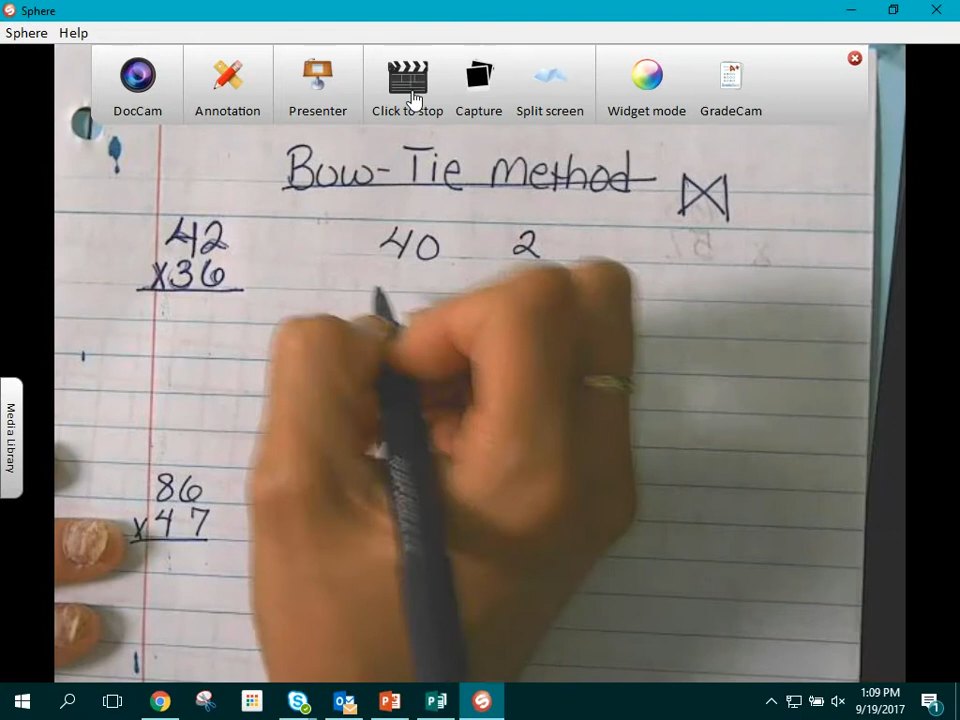 Sphere
Sphere Help
DocCam Annotation Presenter Click to stop Capture Split screen Widget mode GradeCam
Bow-Tie Method
42
x36
40 2
Media Library
86
x47
1:09 PM
9/19/2017
1